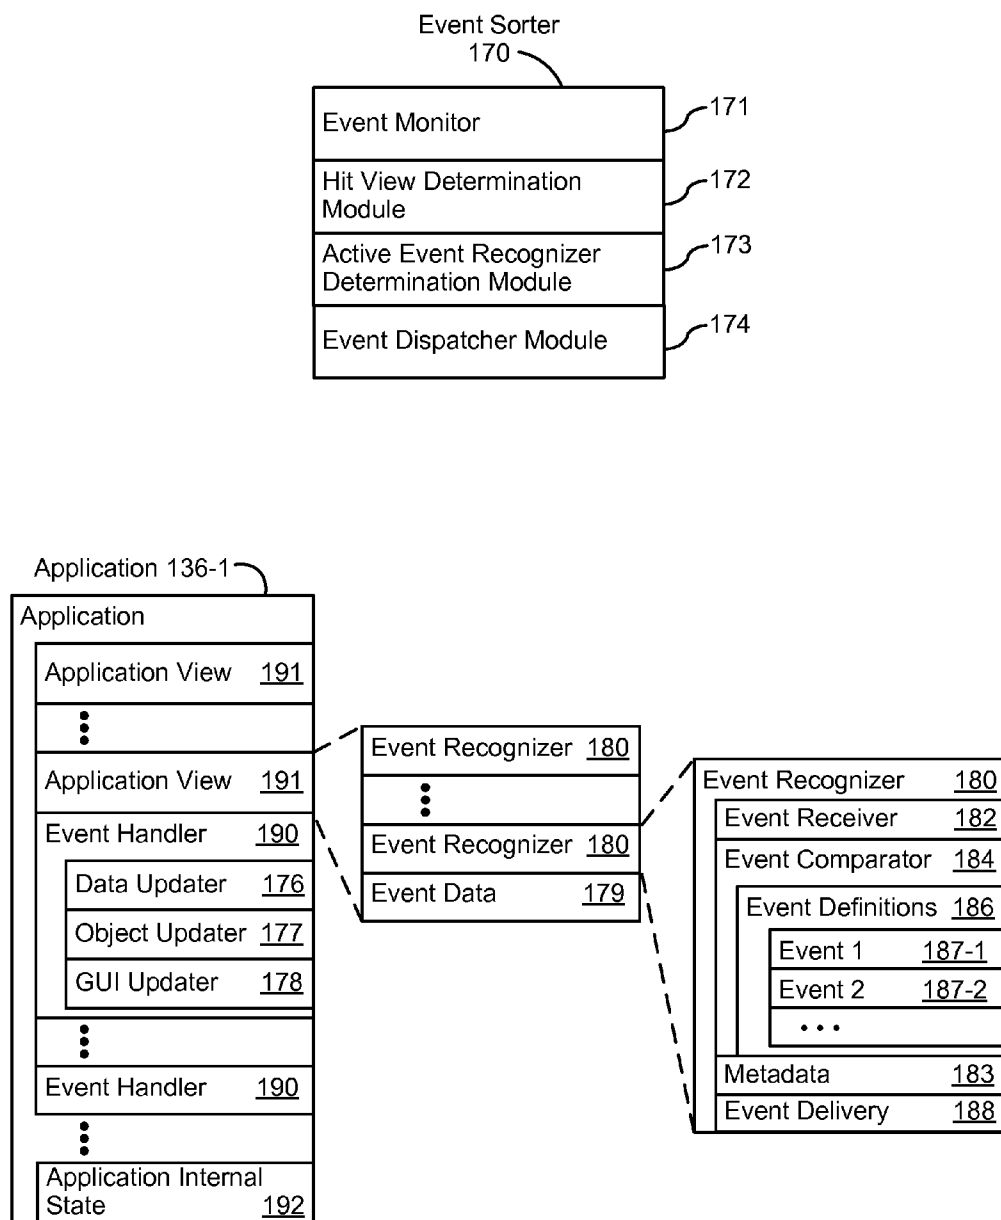 Event Sorter
170
Event Monitor
171
Hit View Determination
Module
172
Active Event Recognizer
Determination Module
173
Event Dispatcher Module
174
Application 136-1
Application
Application View 191
Application View 191
Event Handler 190
Data Updater 176
Object Updater 177
GUI Updater 178
Event Handler 190
Application Internal
State 192
Event Recognizer 180
Event Recognizer 180
Event Data 179
Event Recognizer 180
Event Receiver 182
Event Comparator 184
Event Definitions 186
Event 1 187-1
Event 2 187-2
• • •
Metadata 183
Event Delivery 188